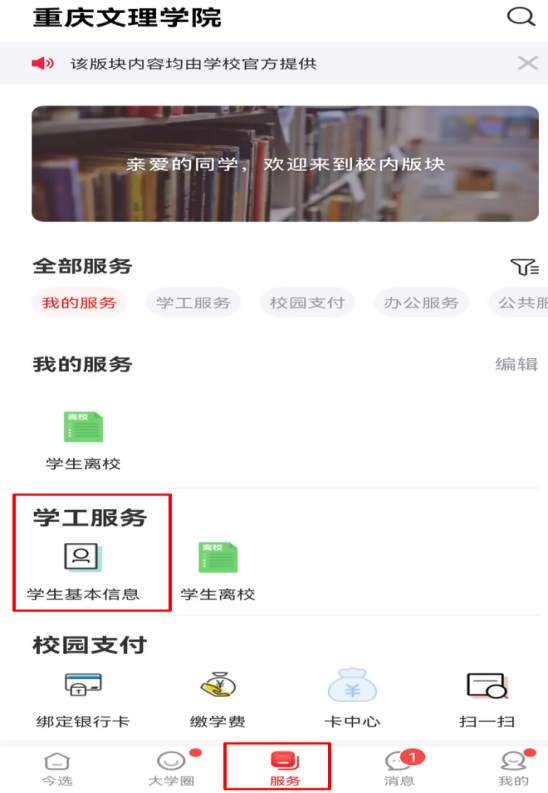 重庆文理学院
该版块内容均由学校官方提供
亲爱的同学，欢迎来到校内版块
全部服务
我的服务 学工服务 校园支付 办公服务 公共服
我的服务 编辑
离校
学生离校
学工服务
离校
学生基本信息 学生离校
校园支付
绑定银行卡 缴学费 卡中心 扫一扫
1
今选 大学圈 服务 消息 我的